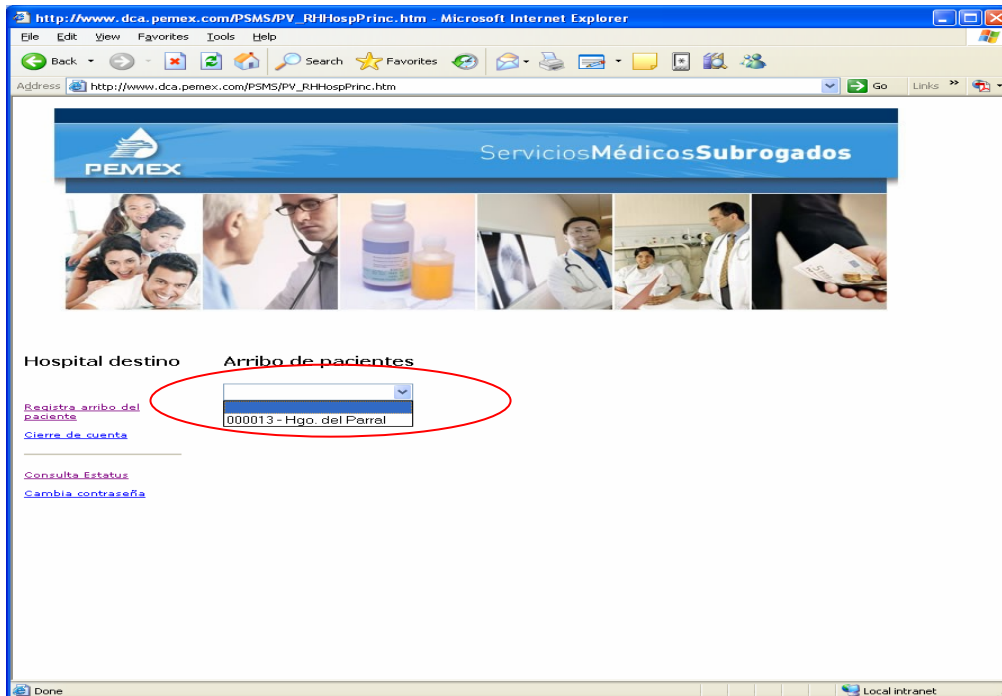 http://www.dca.pemex.com/PSMS/PV_RHHospPrinc.htm - Microsoft Internet Explorer
File Edit View Favorites Tools Help
Back Search Favorites
Address http://www.dca.pemex.com/PSMS/PV_RHHospPrinc.htm Go Links »
PEMEX
ServiciosMédicosSubrogados
Hospital destino
Arribo de pacientes
000013 - Hgo. del Parral
Registra arribo del
paciente
Cierre de cuenta
Consulta Estatus
Cambia contraseña
Done Local intranet